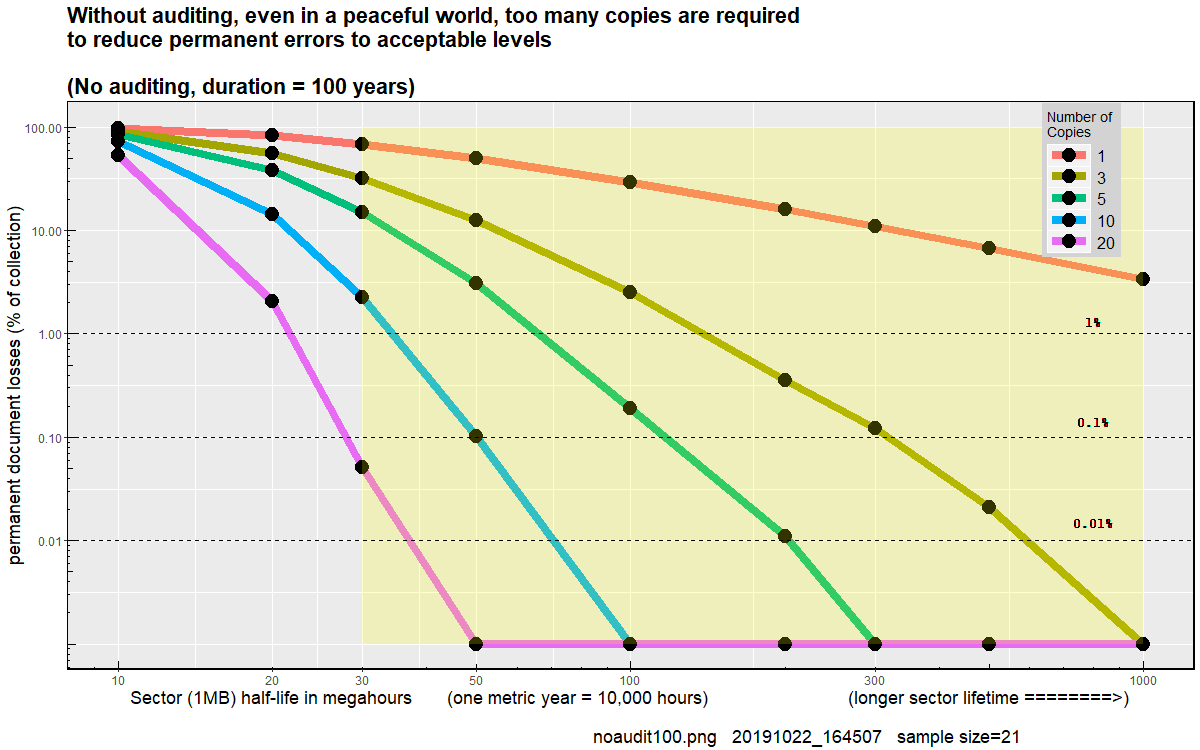 Without auditing, even in a peaceful world, too many copies are required
to reduce permanent errors to acceptable levels
(No auditing, duration = 100 years)
permanent document losses (% of collection)
100.00
10.00
1.00
0.10
0.01
Number of
Copies
1
3
5
10
20
1%
0.1%
0.01%
10
20
30
50
100
300
1000
Sector (1MB) half-life in megahours (one metric year = 10,000 hours) (longer sector lifetime ========>)
noaudit100.png 20191022_164507 sample size=21